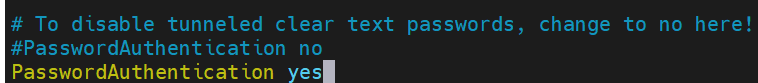 # To disable tunneled clear text passwords, change to no here!
#PasswordAuthentication no
PasswordAuthentication yes